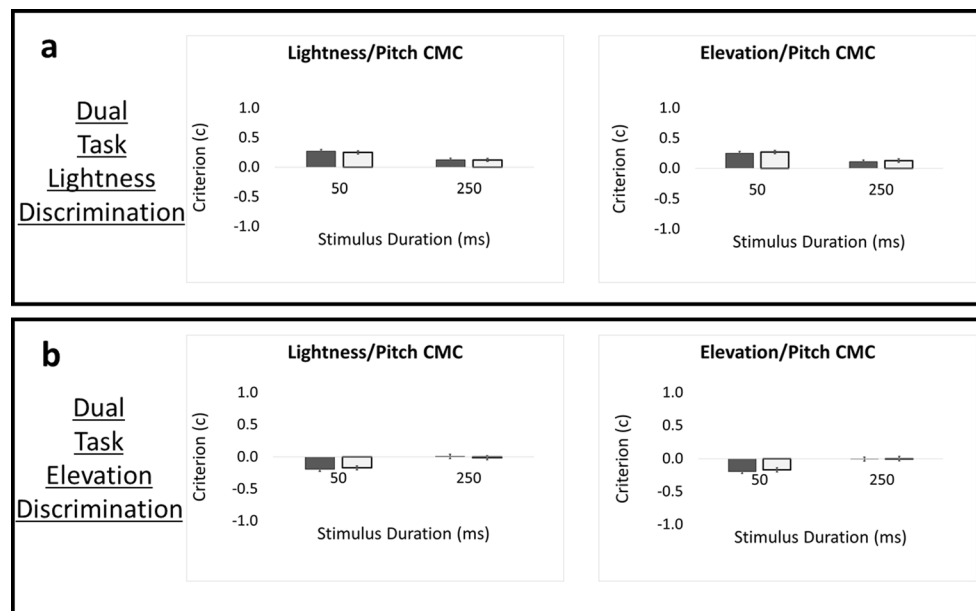 a
Dual
Task
Lightness
Discrimination
Lightness/Pitch CMC
Criterion (c)
1.0
0.5
0.0
-0.5
-1.0
50 250
Stimulus Duration (ms)
Elevation/Pitch CMC
Criterion (c)
1.0
0.5
0.0
-0.5
-1.0
50 250
Stimulus Duration (ms)
b
Dual
Task
Elevation
Discrimination
Lightness/Pitch CMC
Criterion (c)
1.0
0.5
0.0
-0.5
-1.0
50 250
Stimulus Duration (ms)
Elevation/Pitch CMC
Criterion (c)
1.0
0.5
0.0
-0.5
-1.0
50 250
Stimulus Duration (ms)